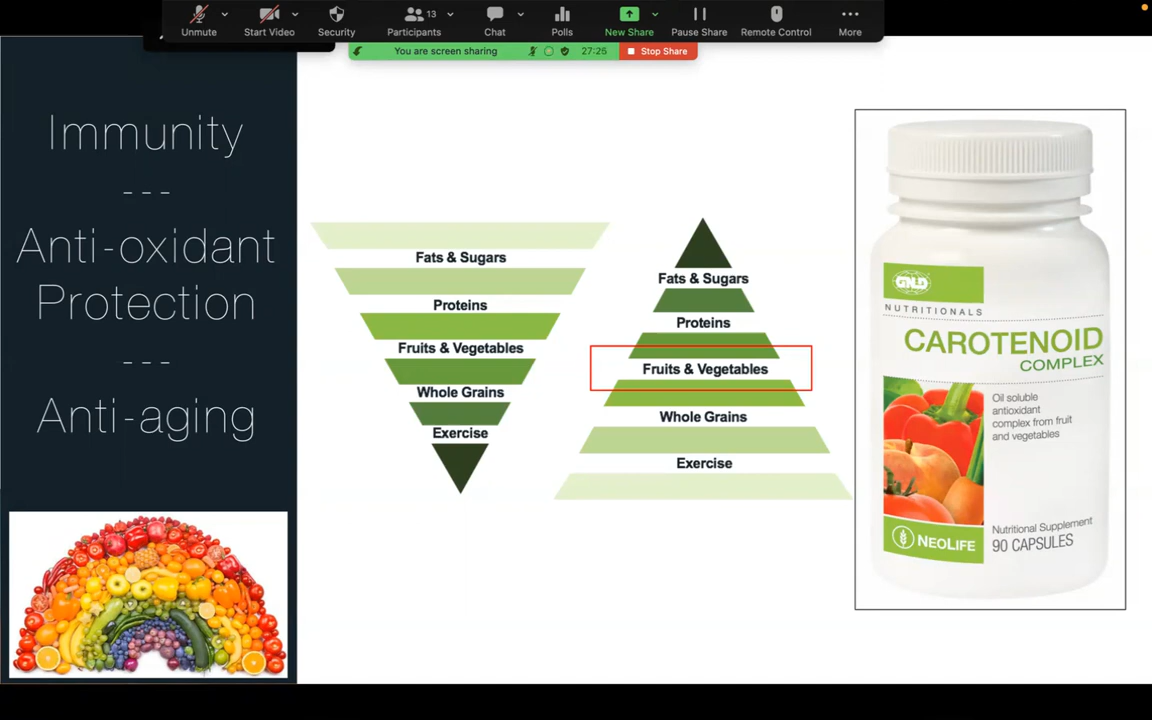 Unmute
Start Video
Security
13
Participants
Chat
Polls
New Share
Pause Share
Remote Control
More
You are screen sharing
27:25
Stop Share
Immunity
---
Anti-oxidant
Protection
---
Anti-aging
Fats & Sugars
Proteins
Fruits & Vegetables
Whole Grains
Exercise
Fats & Sugars
Proteins
Fruits & Vegetables
Whole Grains
Exercise
GNLD
NUTRITIONALS
CAROTENOID
COMPLEX
Oil soluble
antioxidant
complex from fruit
and vegetables
NEOLIFE
Nutritional Supplement
90 CAPSULES